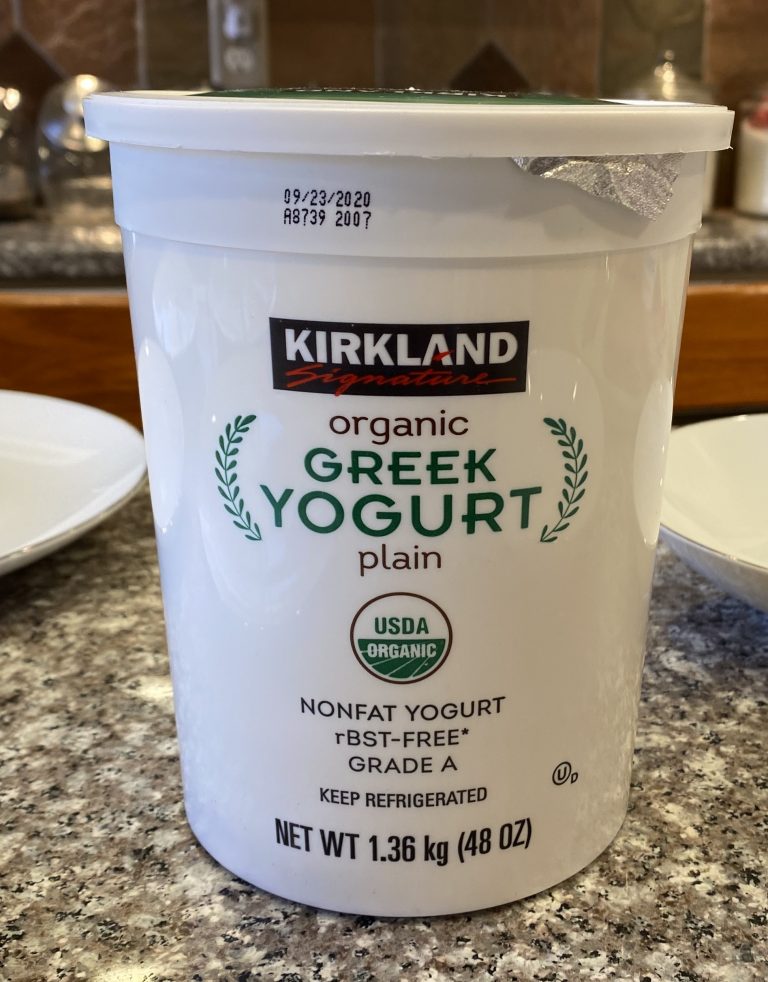 09/23/2020
A8739 2007
KIRKLAND
Signature
organic
GREEK
YOGURT
plain
USDA
ORGANIC
NONFAT YOGURT
rBST-FREE*
GRADE A
U D
KEEP REFRIGERATED
NET WT 1.36 kg (48 OZ)